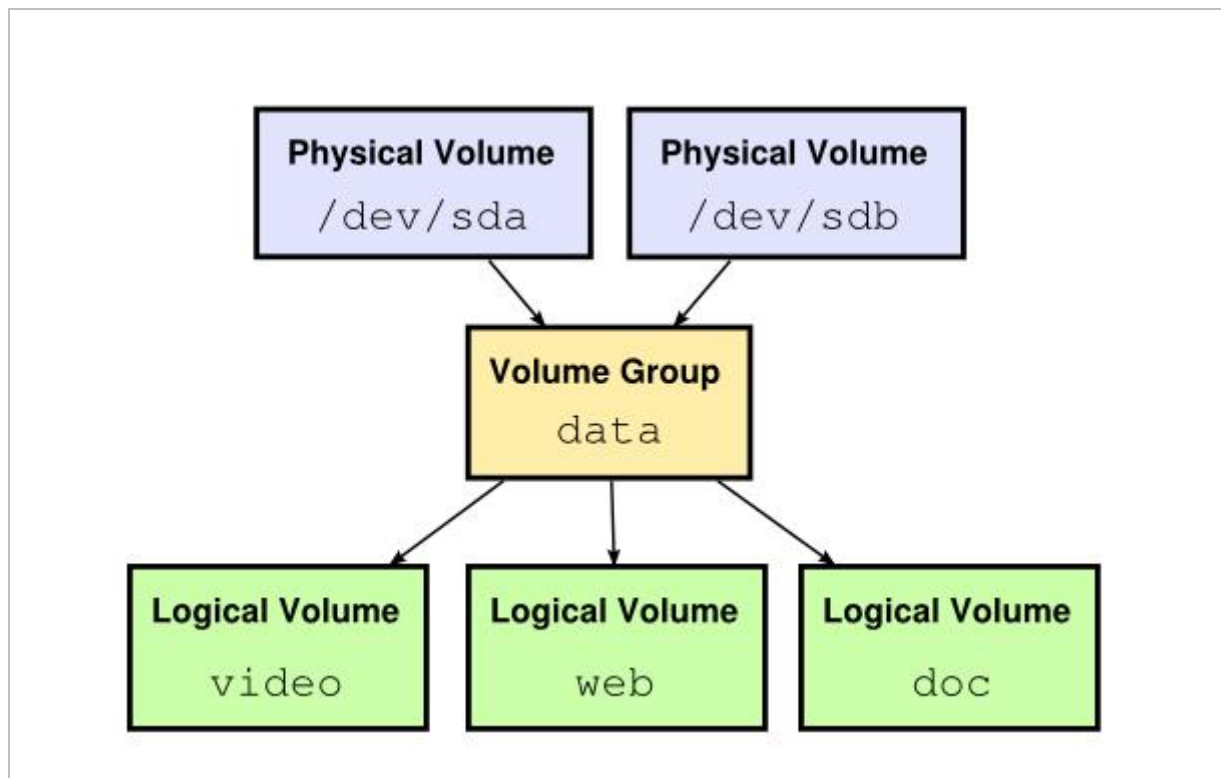 Physical Volume
/dev/sda
Physical Volume
/dev/sdb
Volume Group
data
Logical Volume
video
Logical Volume
web
Logical Volume
doc